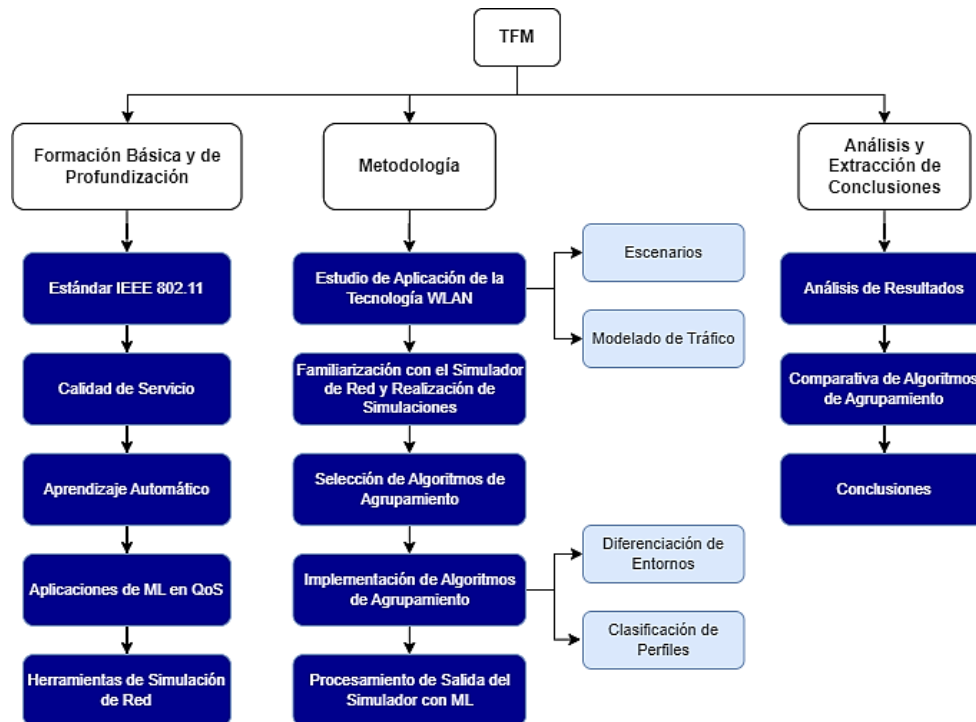 TFM
Formación Básica y de
Profundización
Metodología
Análisis y
Extracción de
Conclusiones
Estándar IEEE 802.11
Calidad de Servicio
Aprendizaje Automático
Aplicaciones de ML en QoS
Herramientas de Simulación
de Red
Estudio de Aplicación de la
Tecnología WLAN
Escenarios
Modelado de Tráfico
Familiarización con el Simulador
de Red y Realización de
Simulaciones
Selección de Algoritmos de
Agrupamiento
Implementación de Algoritmos
de Agrupamiento
Diferenciación de
Entornos
Clasificación de
Perfiles
Procesamiento de Salida del
Simulador con ML
Análisis de Resultados
Comparativa de Algoritmos
de Agrupamiento
Conclusiones